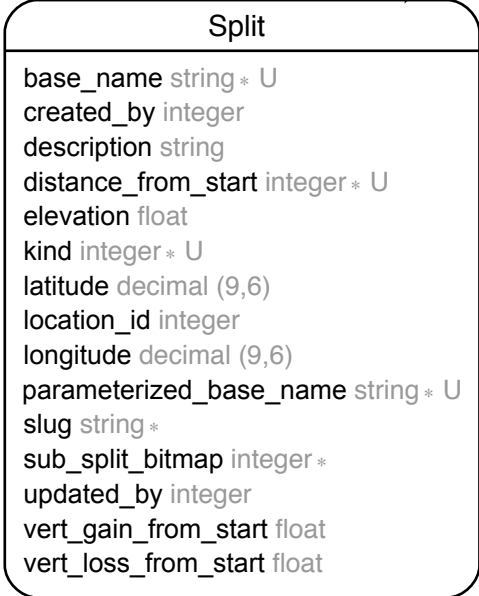 Split
base_name string * U
created_by integer
description string
distance_from_start integer * U
elevation float
kind integer * U
latitude decimal (9,6)
location_id integer
longitude decimal (9,6)
parameterized_base_name string * U
slug string *
sub_split_bitmap integer *
updated_by integer
vert_gain_from_start float
vert_loss_from_start float